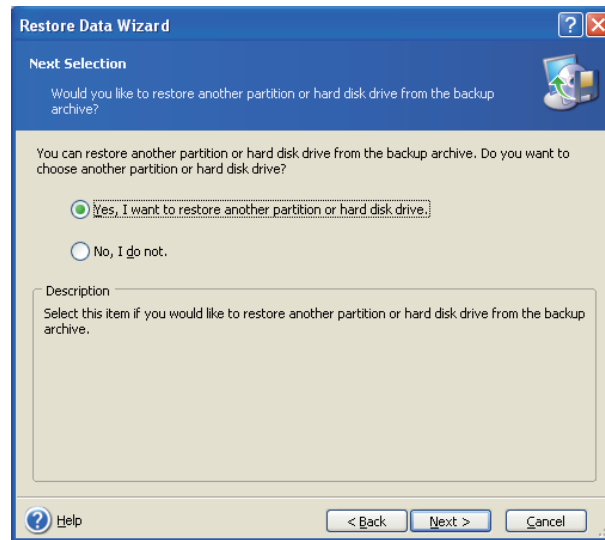 Restore Data Wizard
Next Selection
Would you like to restore another partition or hard disk drive from the backup
archive?
You can restore another partition or hard disk drive from the backup archive. Do you want to
choose another partition or hard disk drive?
Yes, I want to restore another partition or hard disk drive.
No, I do not.
Description
Select this item if you would like to restore another partition or hard disk drive from the backup
archive.
Help
< Back
Next >
Cancel